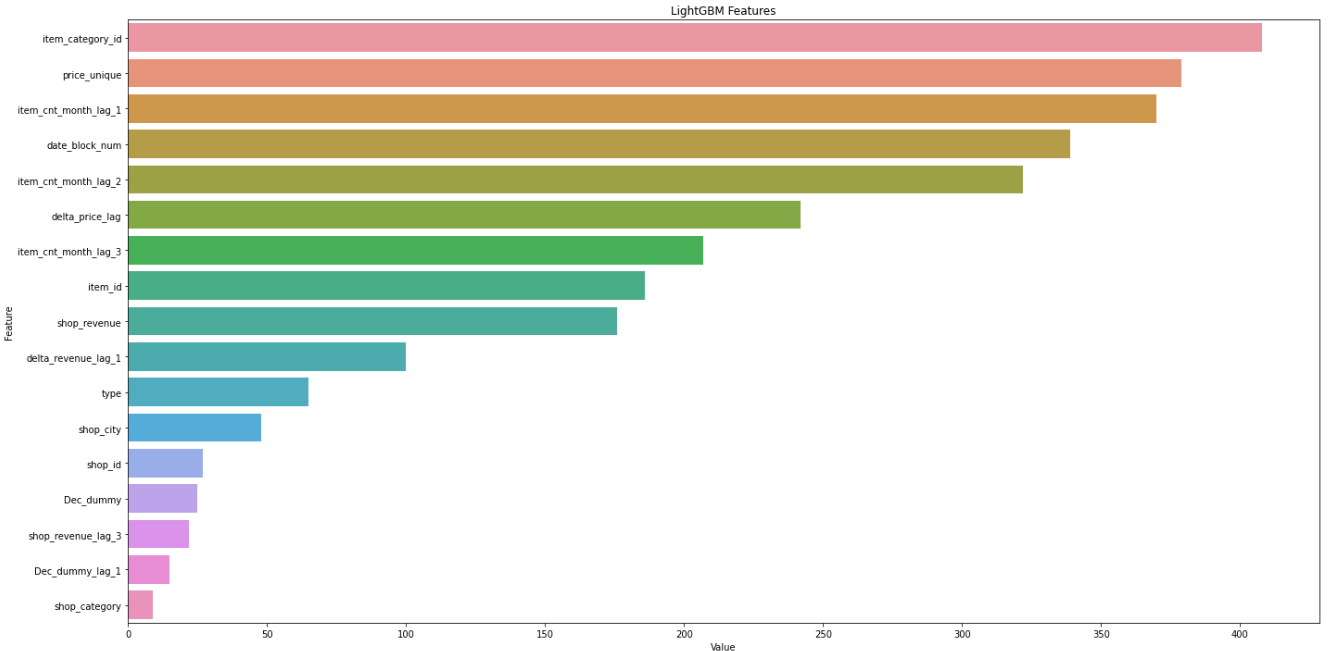 LightGBM Features
item_category_id
price_unique
item_cnt_month_lag_1
date_block_num
item_cnt_month_lag_2
delta_price_lag
item_cnt_month_lag_3
item_id
shop_revenue
delta_revenue_lag_1
type
shop_city
shop_id
Dec_dummy
shop_revenue_lag_3
Dec_dummy_lag_1
shop_category
Feature
0 50 100 150 200 250 300 350 400
Value